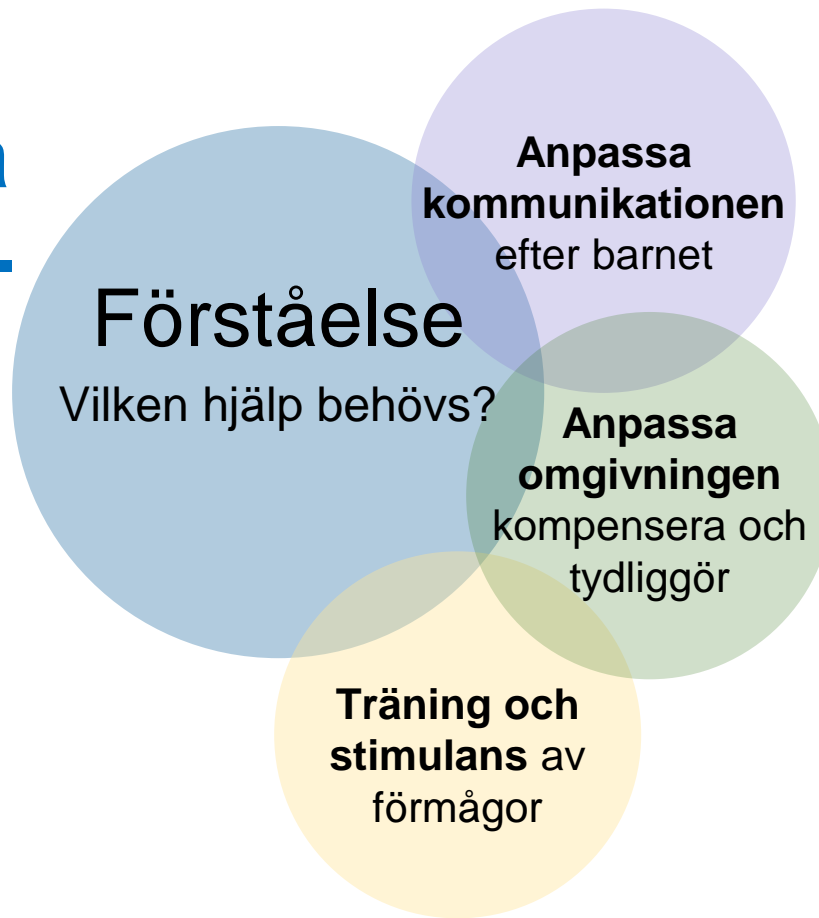 Förståelse
Vilken hjälp behövs?
Anpassa
kommunikationen
efter barnet
Anpassa
omgivningen
kompensera och
tydliggör
Träning och
stimulans av
förmågor